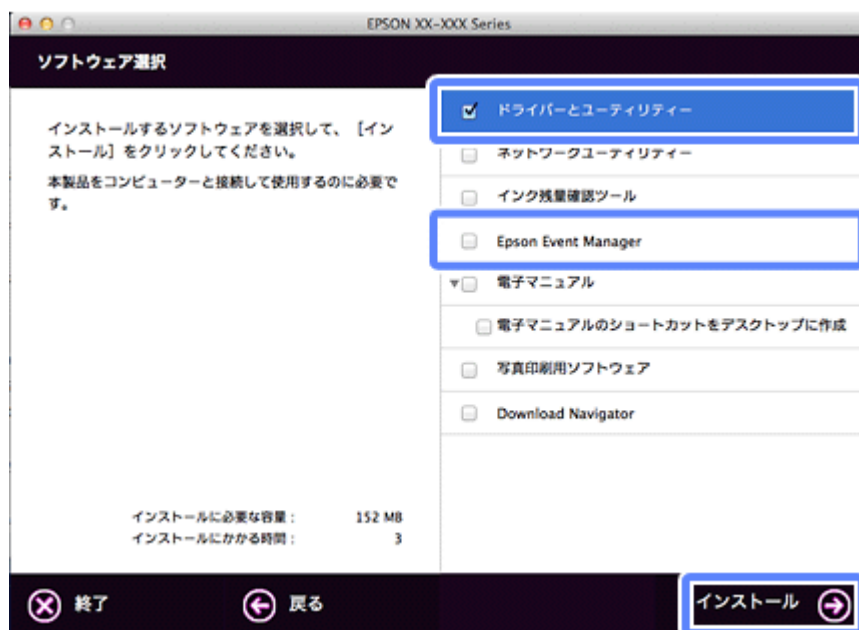 EPSON XX-XXX Series
ソフトウェア選択
インストールするソフトウェアを選択して、［イン
ストール］をクリックしてください。
本製品をコンピューターと接続して使用するのに必要で
す。
ドライバーとユーティリティー
ネットワークユーティリティー
インク残量確認ツール
Epson Event Manager
電子マニュアル
電子マニュアルのショートカットをデスクトップに作成
写真印刷用ソフトウェア
Download Navigator
インストールに必要な容量： 152 MB
インストールにかかる時間： 3
終了
戻る
インストール